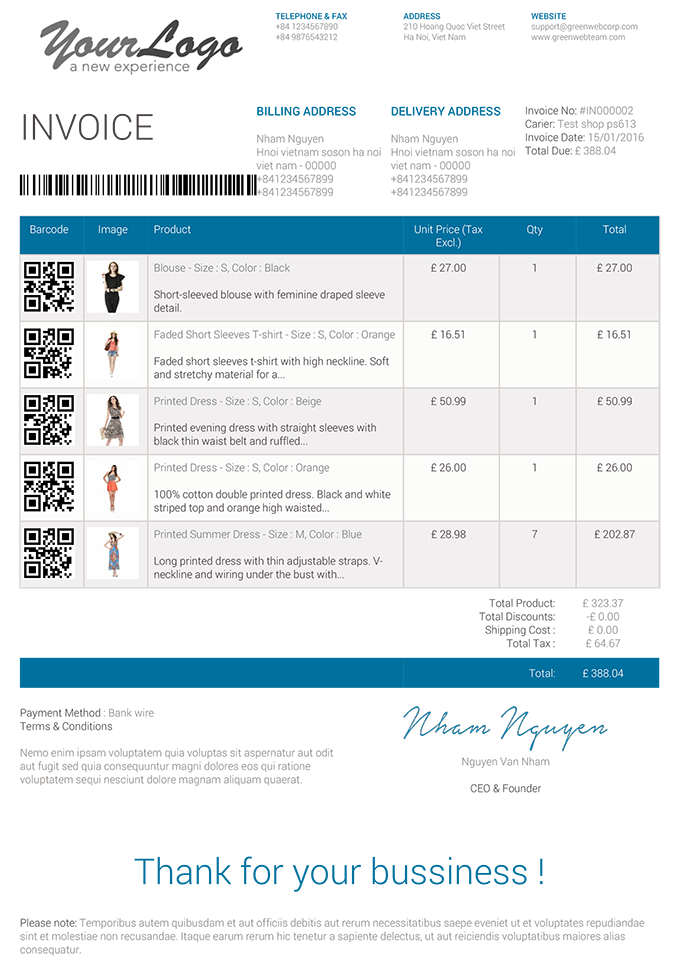 YourLogo
a new experience
TELEPHONE & FAX
+84 1234567890
+84 9876543212
ADDRESS
210 Hoang Quoc Viet Street
Ha Noi, Viet Nam
WEBSITE
support@greenwebcorp.com
www.greenwebteam.com
INVOICE
BILLING ADDRESS
Nham Nguyen
Hnoi vietnam soson ha noi
viet nam - 00000
+841234567899
+841234567899
DELIVERY ADDRESS
Nham Nguyen
Hnoi vietnam soson ha noi
viet nam - 00000
+841234567899
+841234567899
Invoice No: #IN000002
Carier: Test shop ps613
Invoice Date: 15/01/2016
Total Due: £ 388.04
Barcode Image Product Unit Price (Tax Excl.) Qty Total
Blouse - Size : S, Color : Black £ 27.00 1 £ 27.00
Short-sleeved blouse with feminine draped sleeve
detail.
Faded Short Sleeves T-shirt - Size : S, Color : Orange £ 16.51 1 £ 16.51
Faded short sleeves t-shirt with high neckline. Soft
and stretchy material for a...
Printed Dress - Size : S, Color : Beige £ 50.99 1 £ 50.99
Printed evening dress with straight sleeves with
black thin waist belt and ruffled...
Printed Dress - Size : S, Color : Orange £ 26.00 1 £ 26.00
100% cotton double printed dress. Black and white
striped top and orange high waisted...
Printed Summer Dress - Size : M, Color : Blue £ 28.98 7 £ 202.87
Long printed dress with thin adjustable straps. V-
neckline and wiring under the bust with...
Total Product: £ 323.37
Total Discounts: -£ 0.00
Shipping Cost : £ 0.00
Total Tax : £ 64.67
Total: £ 388.04
Payment Method : Bank wire
Terms & Conditions
Nemo enim ipsam voluptatem quia voluptas sit aspernatur aut odit
aut fugit sed quia consequuntur magni dolores eos qui ratione
voluptatem sequi nesciunt dolore magnam aliquam quaerat.
Nham Nguyen
Nguyen Van Nham
CEO & Founder
Thank for your bussiness !
Please note: Temporibus autem quibusdam et aut officiis debitis aut rerum necessitatibus saepe eveniet ut et voluptates repudiandae
sint et molestiae non recusandae. Itaque earum rerum hic tenetur a sapiente delectus, ut aut reiciendis voluptatibus maiores alias
consequatur.